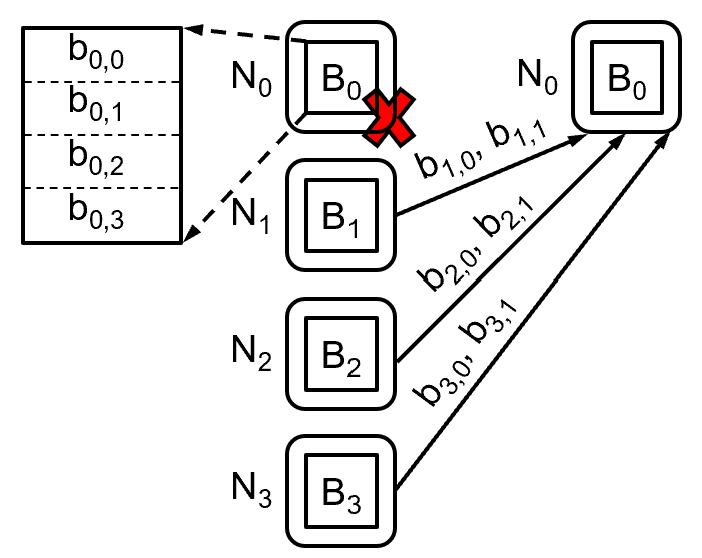 b0,0
b0,1
b0,2
b0,3
N0
B0
N1
B1
N2
B2
N3
B3
N0
B0
b1,0, b1,1
b2,0, b2,1
b3,0, b3,1